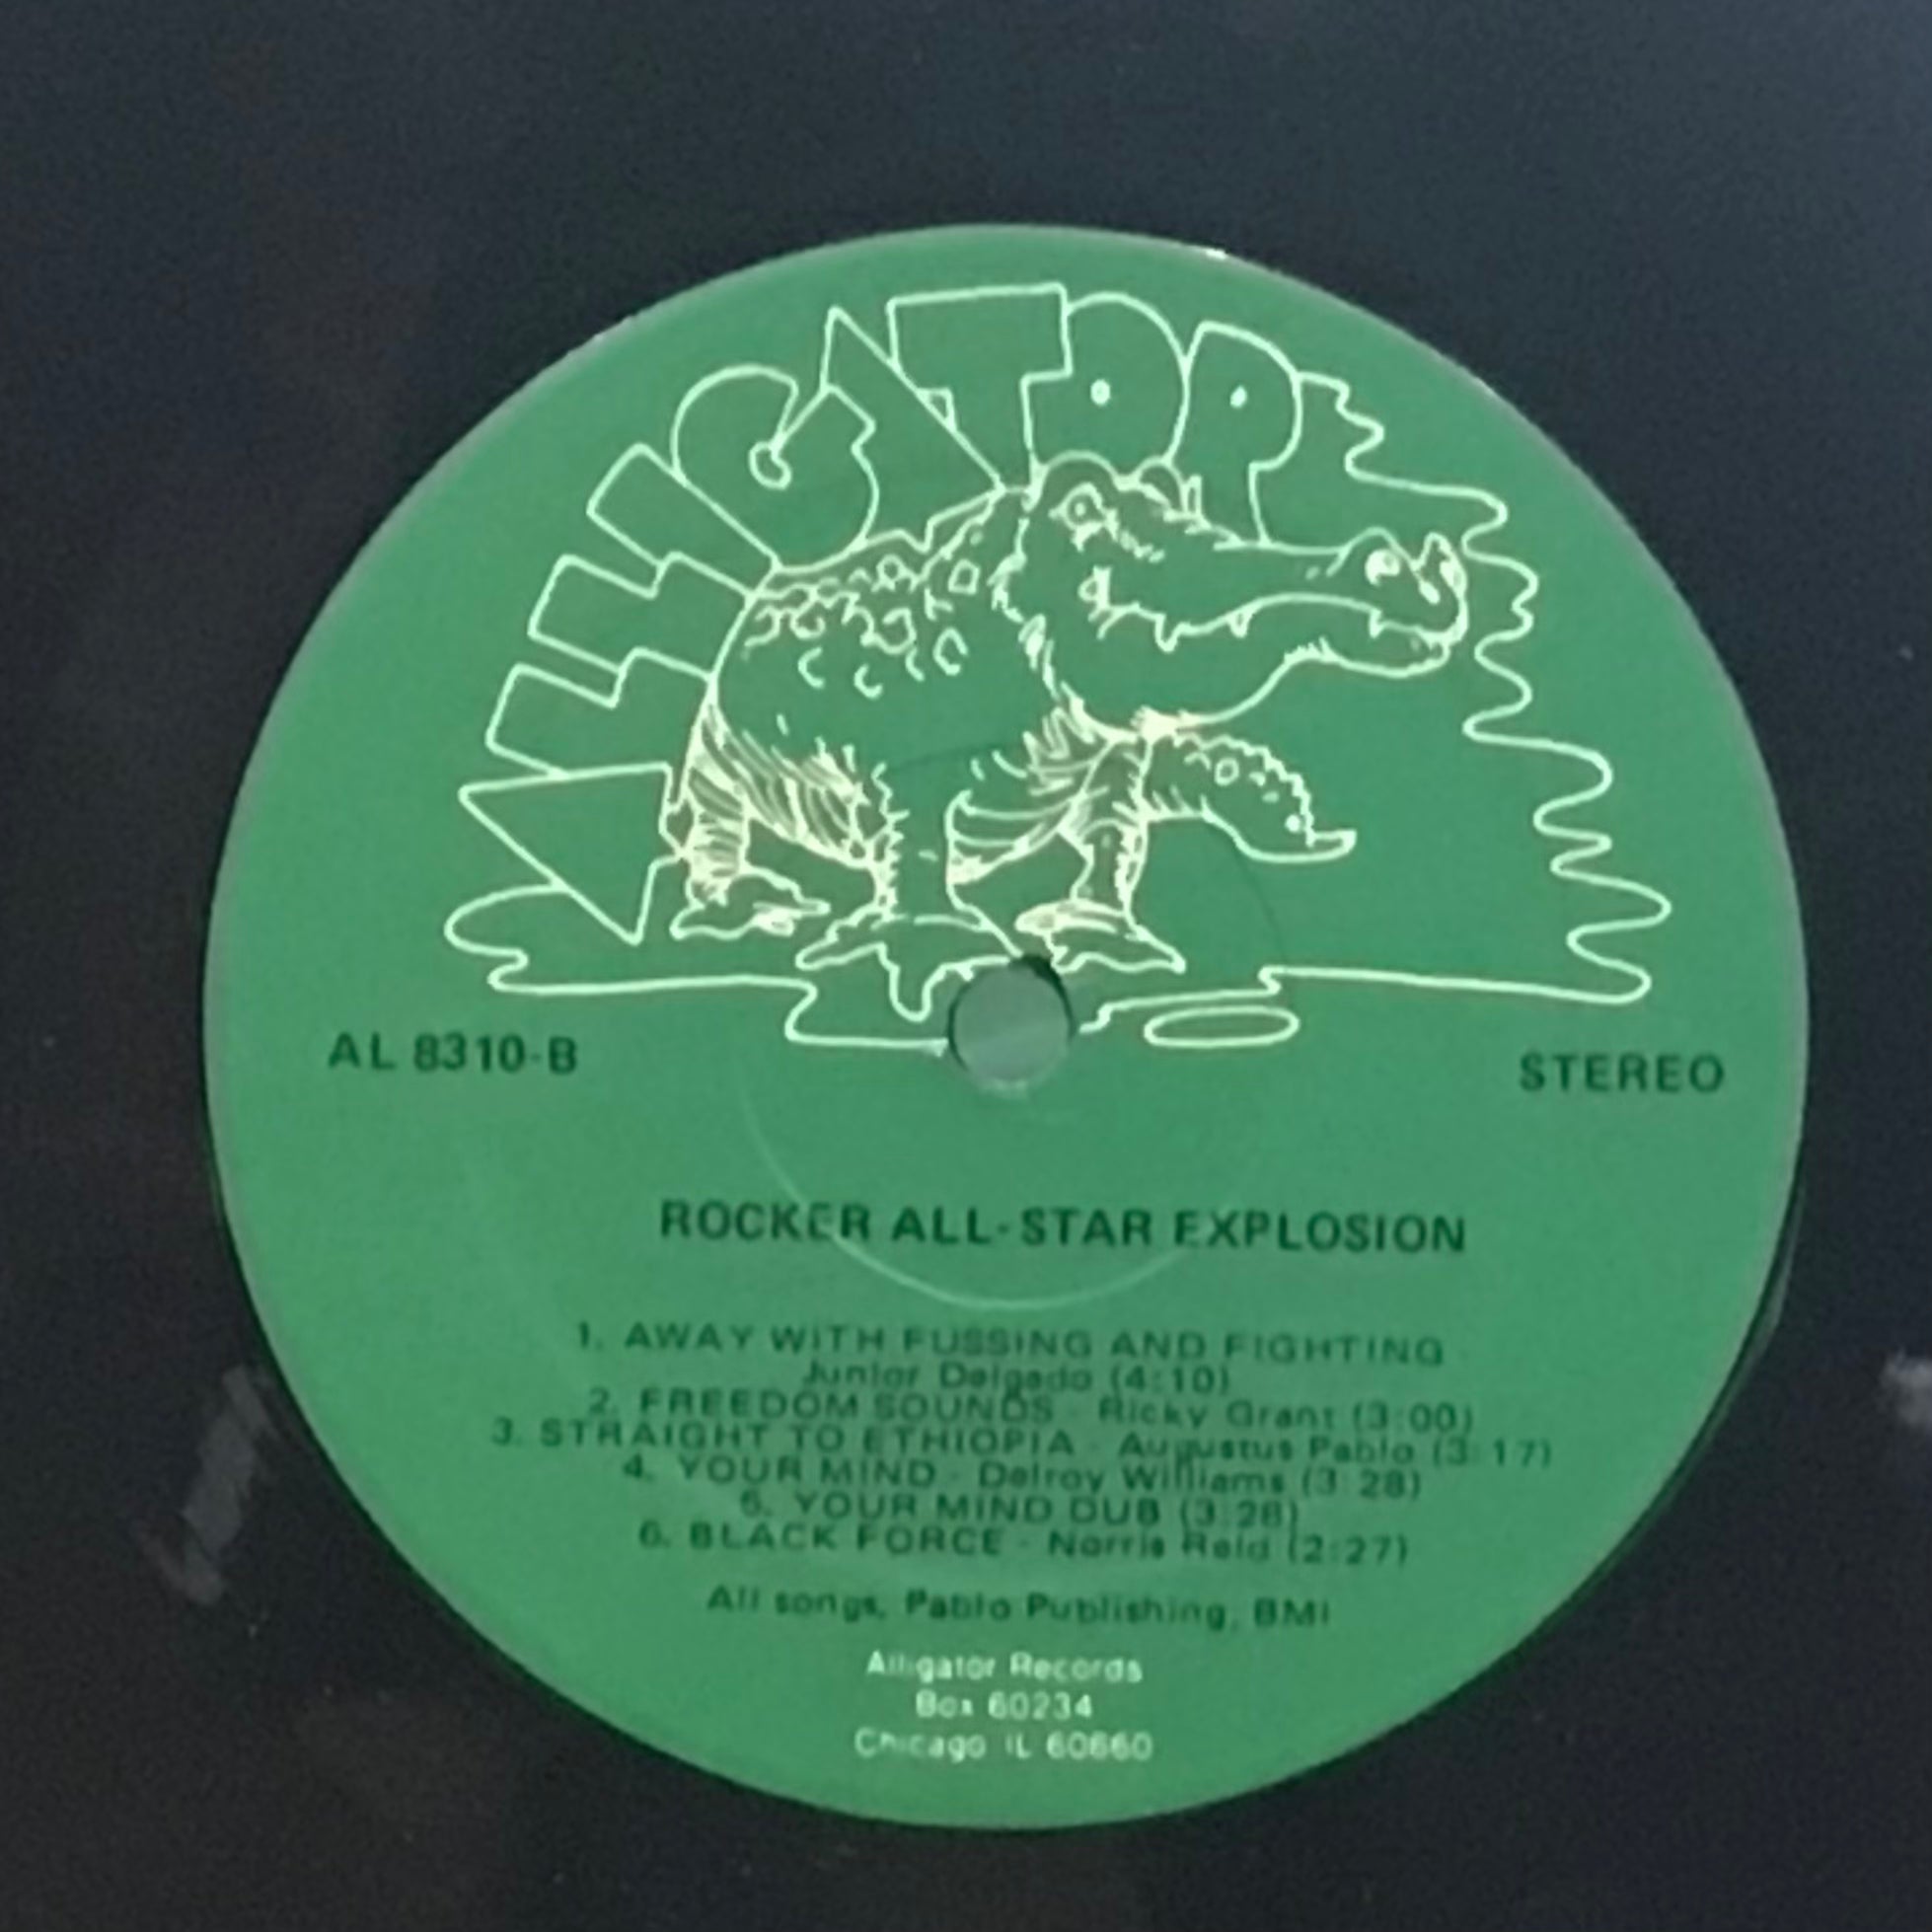 ALLIGATOR
AL 8310-B
STEREO
ROCKER ALL-STAR EXPLOSION
1. AWAY WITH FUSSING AND FIGHTING -
Junior Delgado (4:10)
2. FREEDOM SOUNDS - Ricky Grant (3:00)
3. STRAIGHT TO ETHIOPIA - Augustus Pablo (3:17)
4. YOUR MIND - Delroy Williams (3:28)
5. YOUR MIND DUB (3:28)
6. BLACK FORCE - Norris Reid (2:27)
All songs, Pablo Publishing, BMI
Alligator Records
Box 60234
Chicago IL 60660